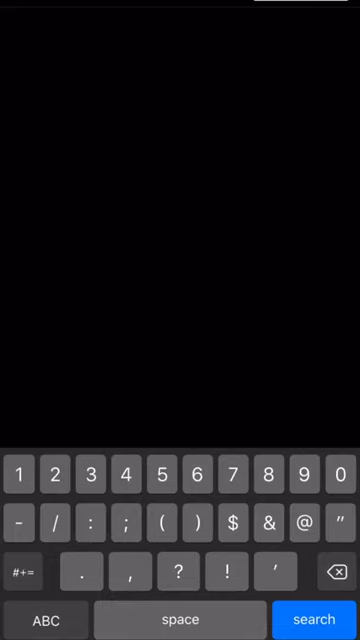 1 2 3 4 5 6 7 8 9 0
- / : ; ( ) $ & @ "
#+= . , ? ! '
ABC space search